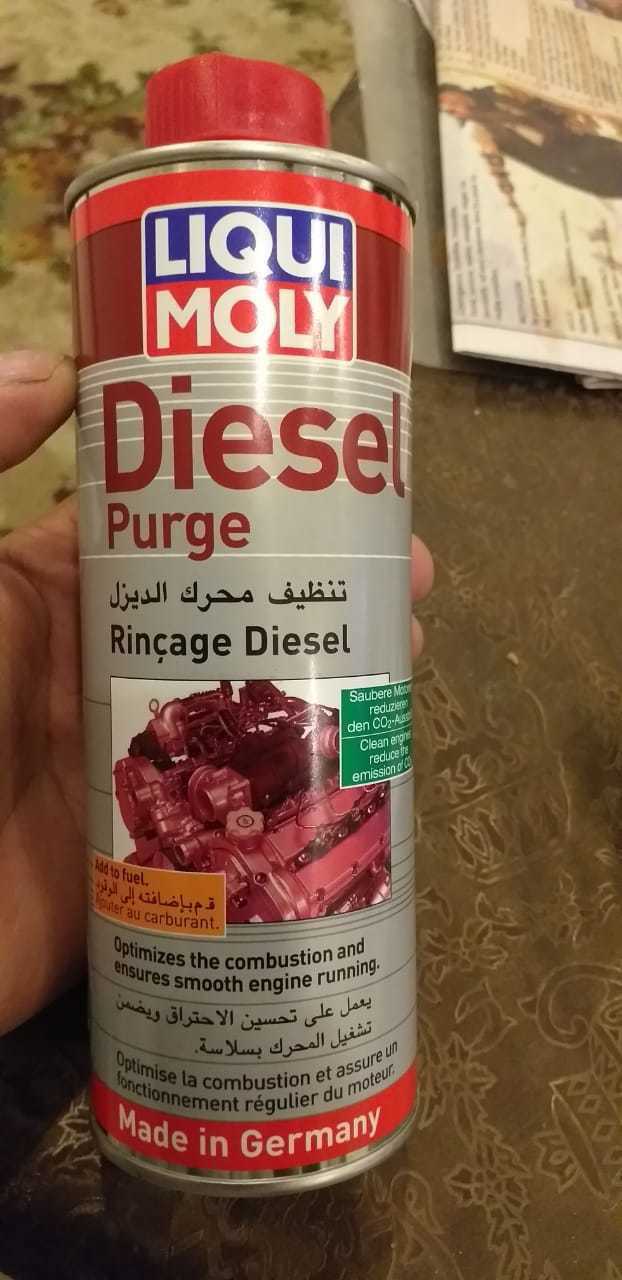 LIQUI
MOLY
Diesel
Purge
تنظيف محرك الديزل
Rinçage Diesel
Saubere
reduzieren
den CO₂-
Clean engines
reduce the
emission of
Add to fuel.
قم بإضافته إلى الوقود
Ajouter au carburant.
Optimizes the combustion and
ensures smooth engine running.
يعمل على تحسين الاحتراق ويضمن
تشغيل المحرك بسلاسة.
Optimise la combustion et assure un
fonctionnement régulier du moteur.
Made in Germany